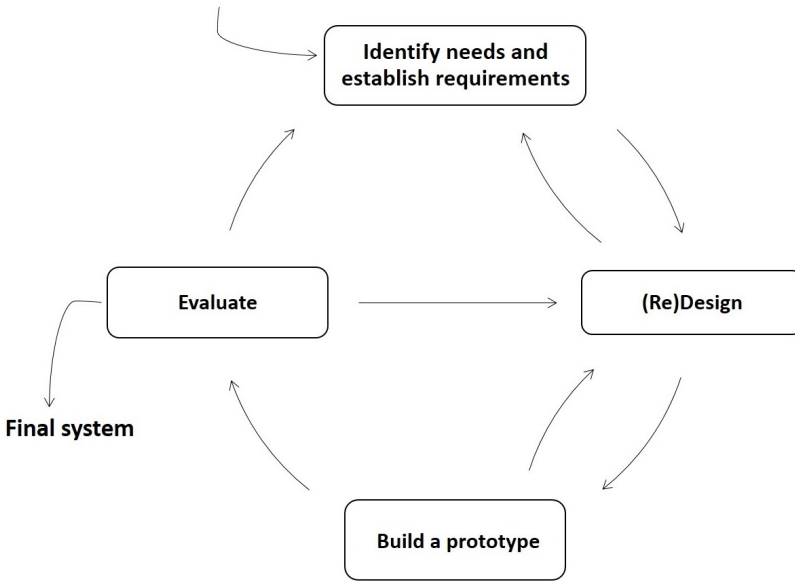 Identify needs and
establish requirements
Evaluate
(Re)Design
Final system
Build a prototype